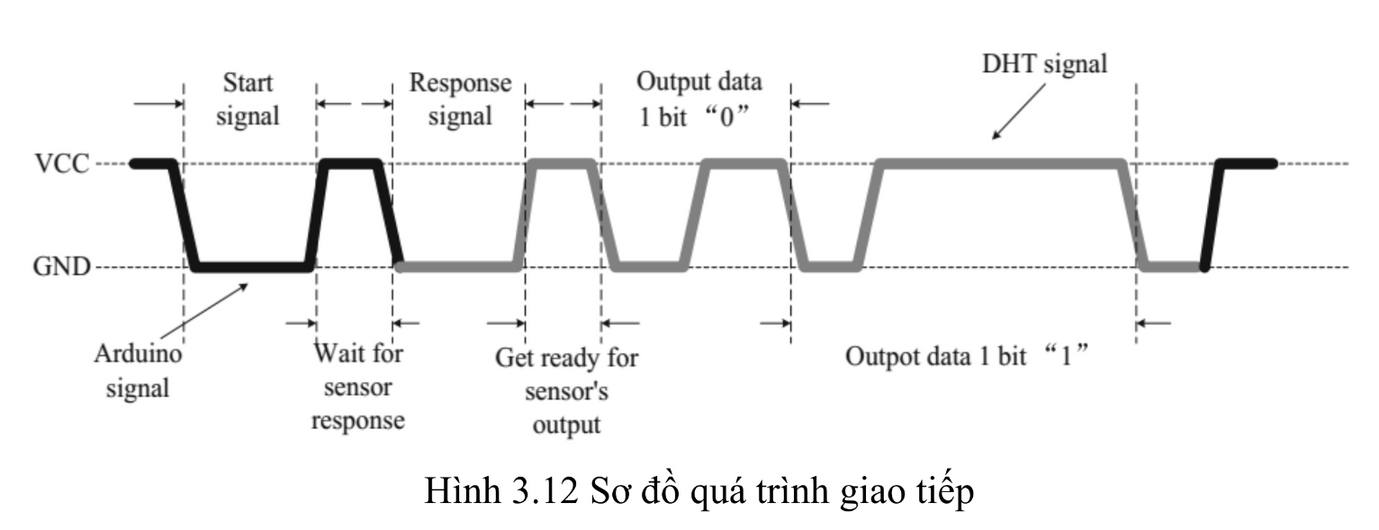 DHT signal
Start
signal
Response
signal
Output data
1 bit “0”
VCC
GND
Arduino
signal
Wait for
sensor
response
Get ready for
sensor's
output
Outpot data 1 bit “1”
Hình 3.12 Sơ đồ quá trình giao tiếp